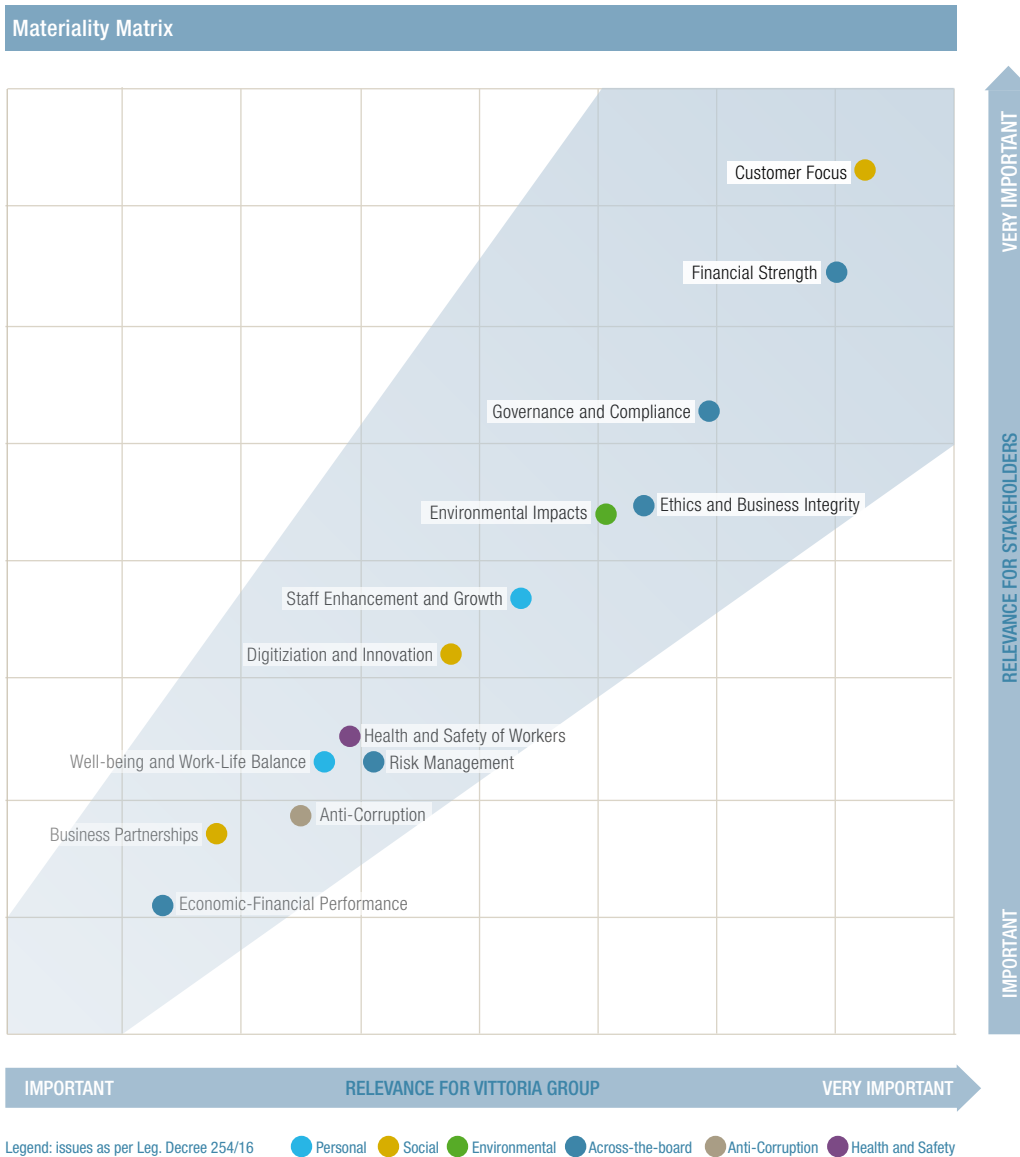 Materiality Matrix
VERY IMPORTANT
Customer Focus
Financial Strength
Governance and Compliance
RELEVANCE FOR STAKEHOLDERS
Ethics and Business Integrity
Environmental Impacts
Staff Enhancement and Growth
Digitiziation and Innovation
Health and Safety of Workers
Well-being and Work-Life Balance
Risk Management
Anti-Corruption
Business Partnerships
Economic-Financial Performance
IMPORTANT
IMPORTANT RELEVANCE FOR VITTORIA GROUP VERY IMPORTANT
Legend: issues as per Leg. Decree 254/16 Personal Social Environmental Across-the-board Anti-Corruption Health and Safety